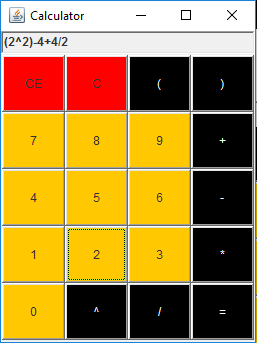 Calculator
(2^2)-4+4/2
CE C ( )
7 8 9 +
4 5 6 -
1 2 3 *
0 ^ / =